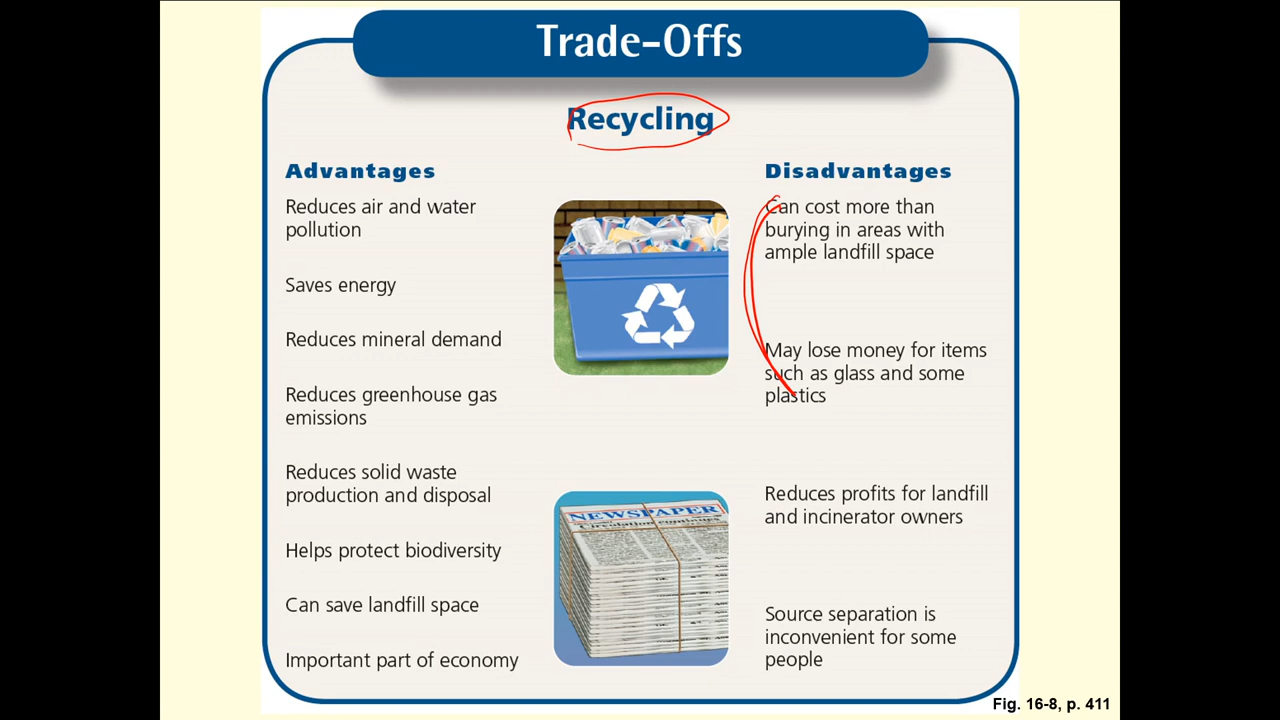 Trade-Offs
Recycling
Advantages
Reduces air and water
pollution
Saves energy
Reduces mineral demand
Reduces greenhouse gas
emissions
Reduces solid waste
production and disposal
Helps protect biodiversity
Can save landfill space
Important part of economy
NEWSPAPER
Circulation continues
Disadvantages
Can cost more than
burying in areas with
ample landfill space
May lose money for items
such as glass and some
plastics
Reduces profits for landfill
and incinerator owners
Source separation is
inconvenient for some
people
Fig. 16-8, p. 411